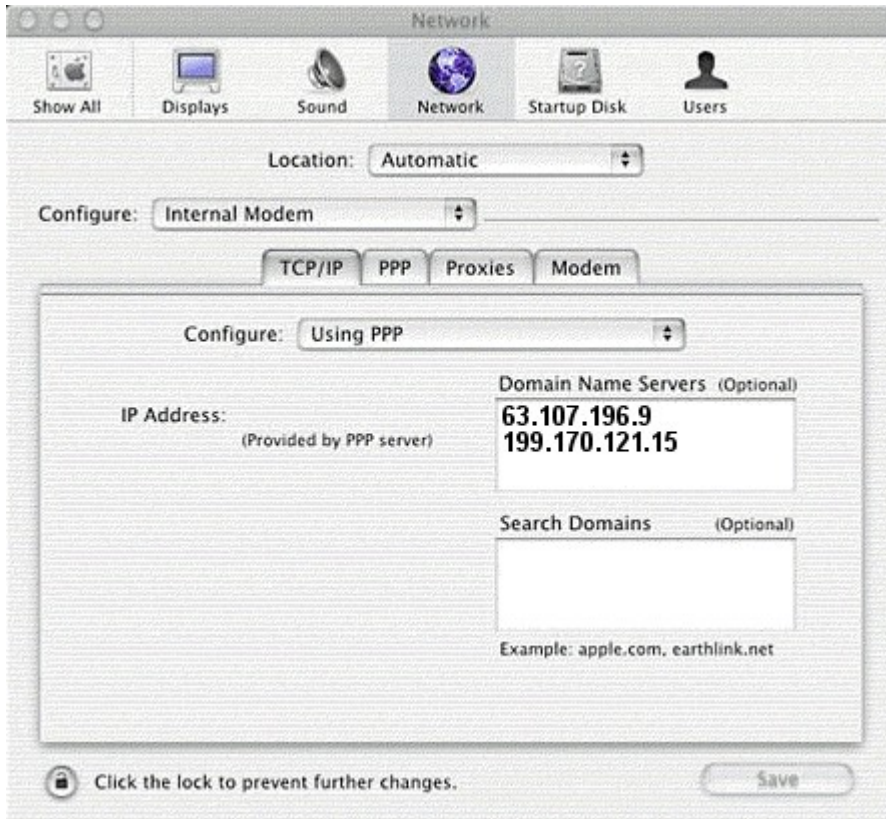 Network
Show All Displays Sound Network Startup Disk Users
Location: Automatic
Configure: Internal Modem
TCP/IP PPP Proxies Modem
Configure: Using PPP
Domain Name Servers (Optional)
IP Address:
(Provided by PPP server)
63.107.196.9
199.170.121.15
Search Domains (Optional)
Example: apple.com, earthlink.net
Click the lock to prevent further changes. Save